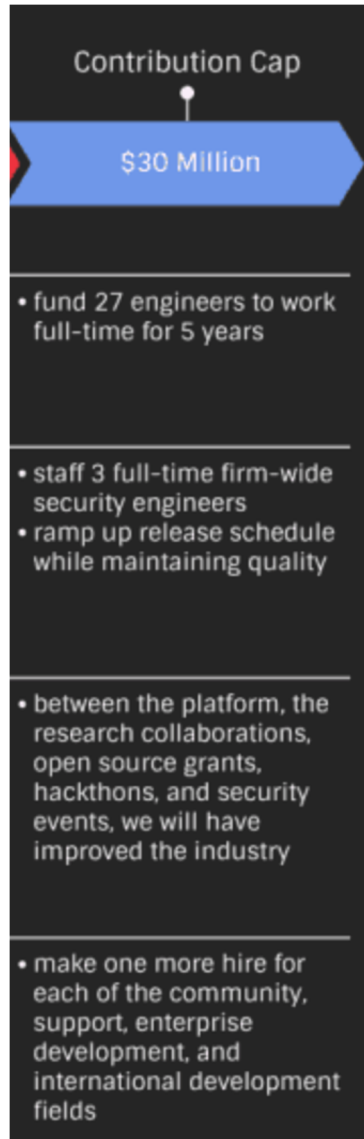 Contribution Cap
$30 Million
• fund 27 engineers to work
full-time for 5 years
• staff 3 full-time firm-wide
security engineers
• ramp up release schedule
while maintaining quality
• between the platform, the
research collaborations,
open source grants,
hackthons, and security
events, we will have
improved the industry
• make one more hire for
each of the community,
support, enterprise
development, and
international development
fields